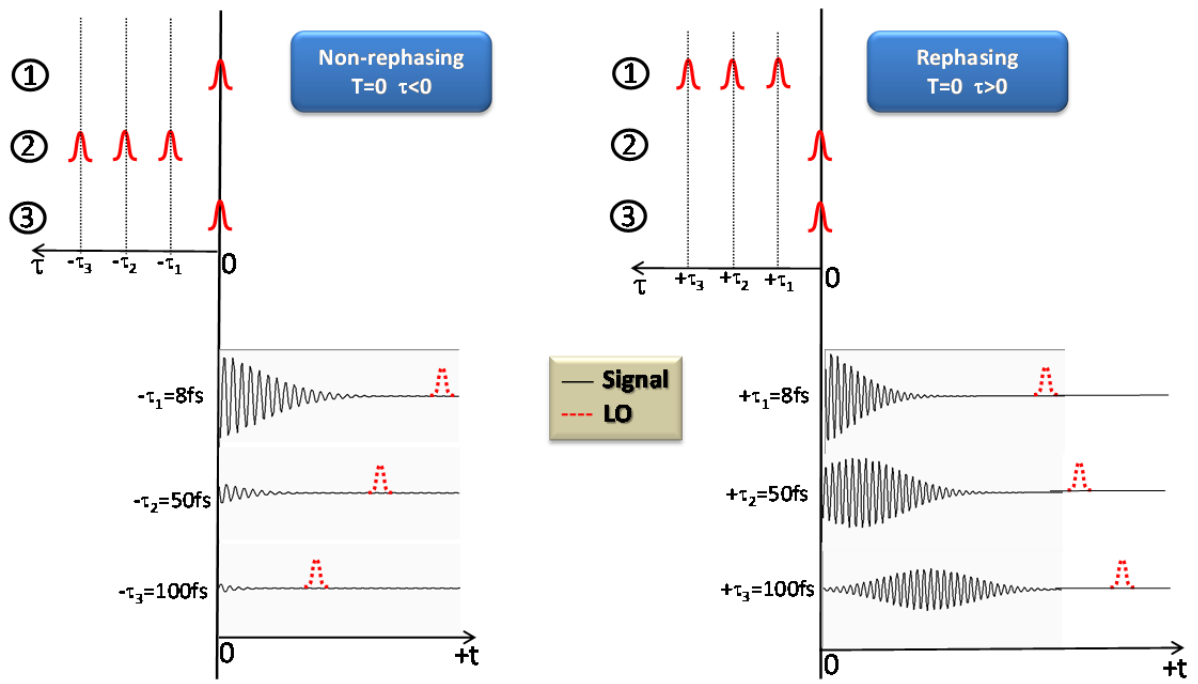 Non-rephasing
T=0 τ<0
①
②
③
τ
-τ₃
-τ₂
-τ₁
0
Rephasing
T=0 τ>0
①
②
③
τ
+τ₃
+τ₂
+τ₁
0
-τ₁=8fs
-τ₂=50fs
-τ₃=100fs
0
+t
Signal
LO
+τ₁=8fs
+τ₂=50fs
+τ₃=100fs
0
+t